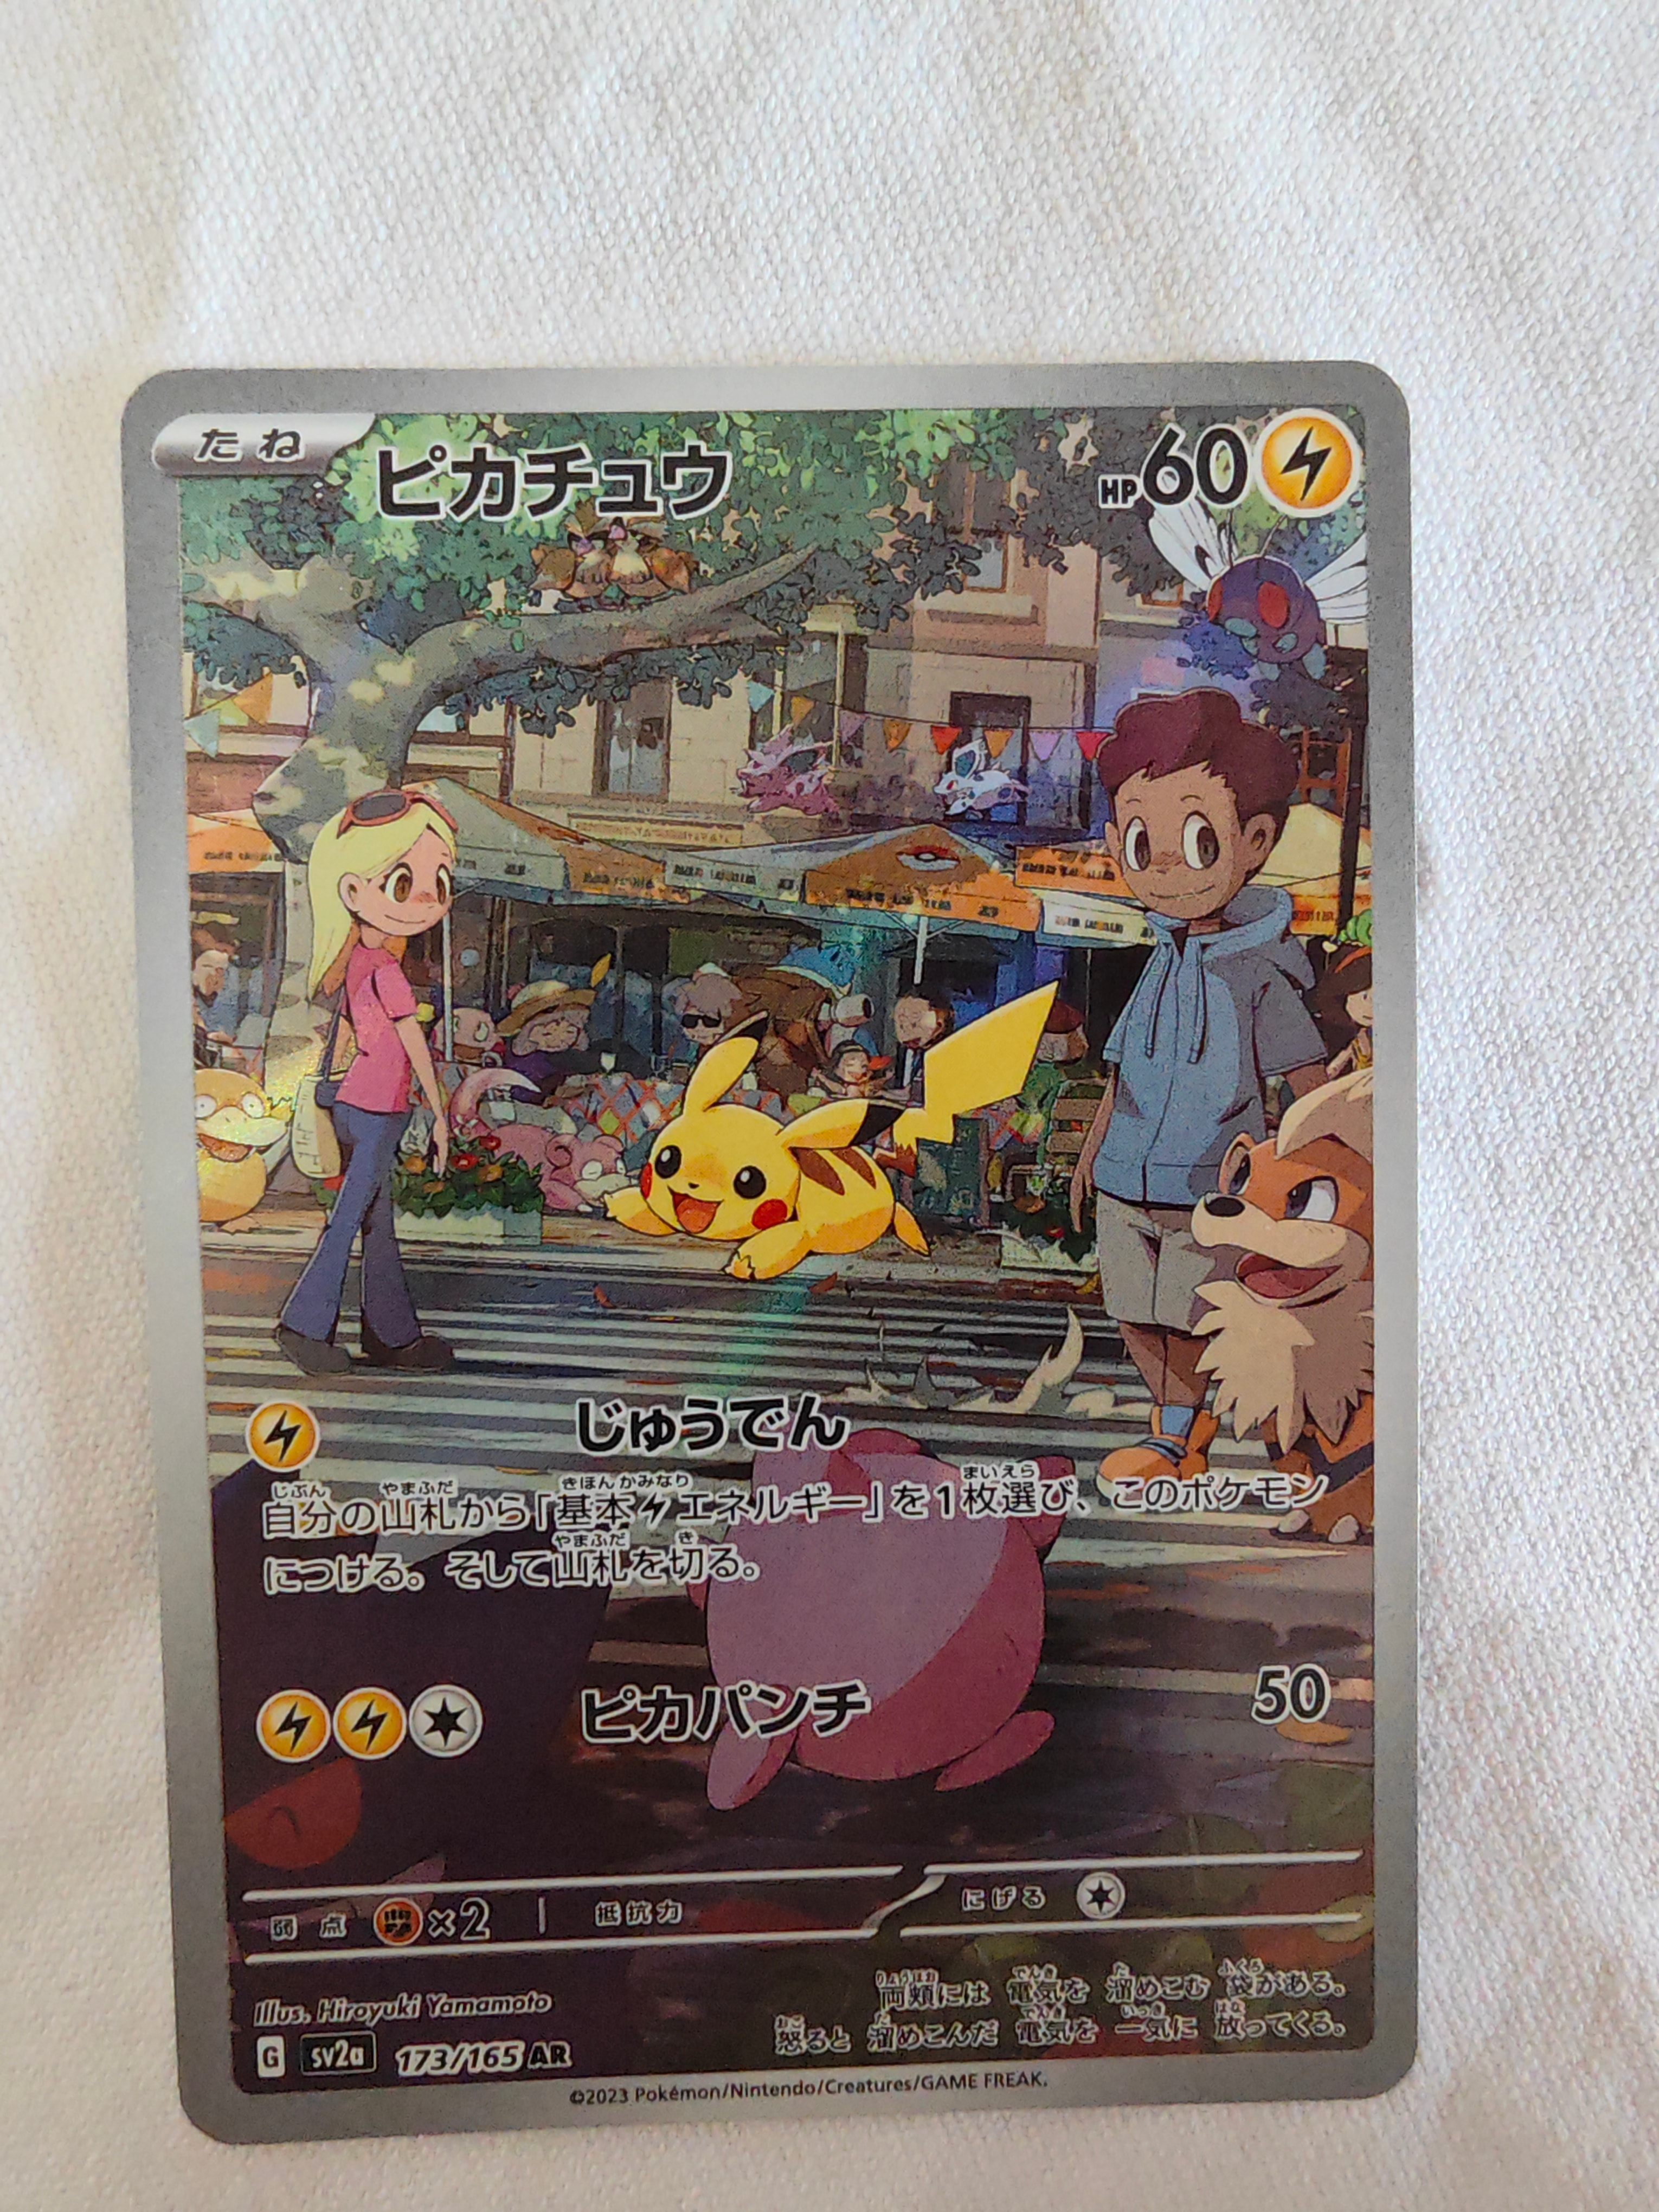 たね
ピカチュウ
HP60
じゅうでん
自分の山札から「基本エネルギー」を1枚選び、このポケモン
につける。そして山札を切る。
ピカパンチ 50
弱点 ×2 抵抗力 にげる
Illus. Hiroyuki Yamamoto
両頬には 電気を 溜めこむ 袋がある。
怒ると 溜めこんだ 電気を 一気に 放ってくる。
G sv2a 173/165 AR
©2023 Pokémon/Nintendo/Creatures/GAME FREAK.